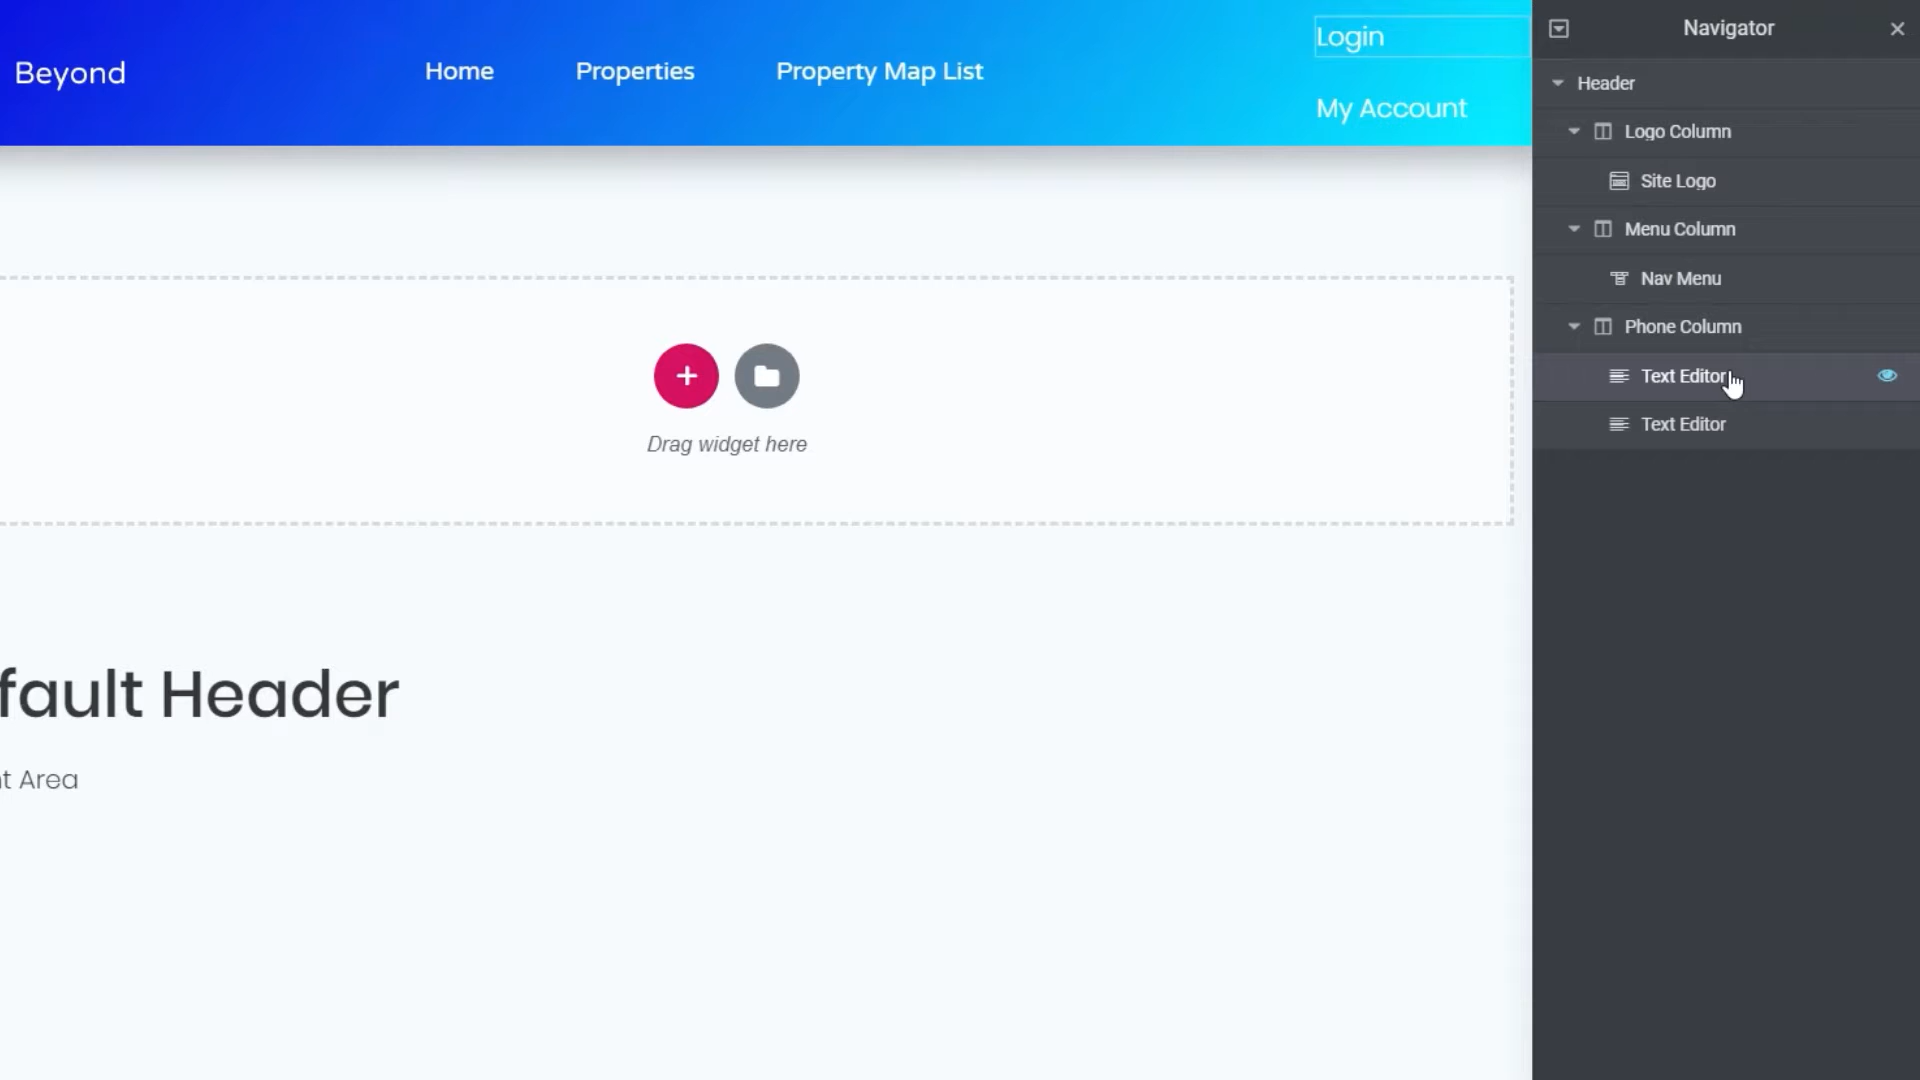 Beyond
Home Properties Property Map List
Login
My Account
Drag widget here
fault Header
t Area
Navigator
Header
Logo Column
Site Logo
Menu Column
Nav Menu
Phone Column
Text Editor
Text Editor